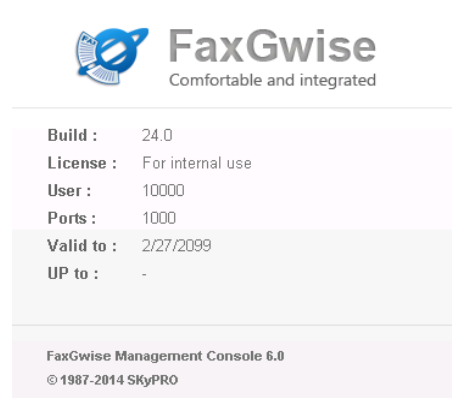 FaxGwise
Comfortable and integrated
Build : 24.0
License : For internal use
User : 10000
Ports : 1000
Valid to : 2/27/2099
UP to : -
FaxGwise Management Console 6.0
© 1987-2014 SKyPRO